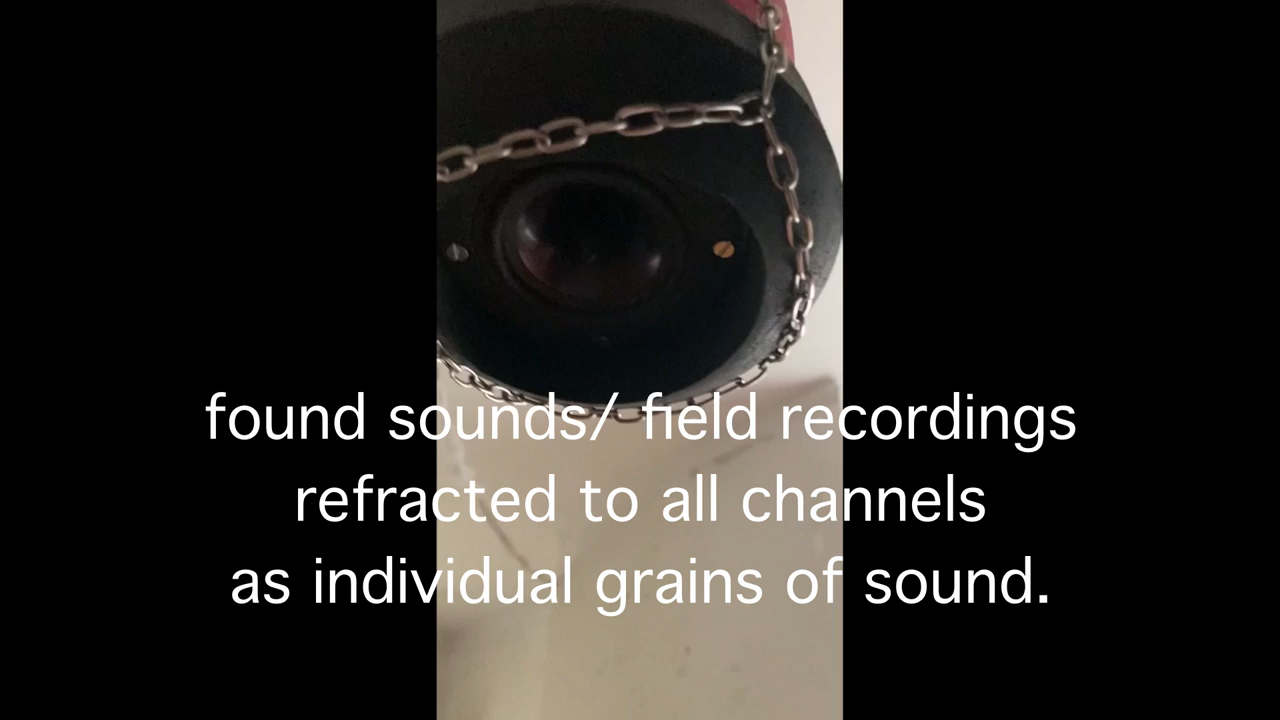 found sounds/ field recordings
refracted to all channels
as individual grains of sound.